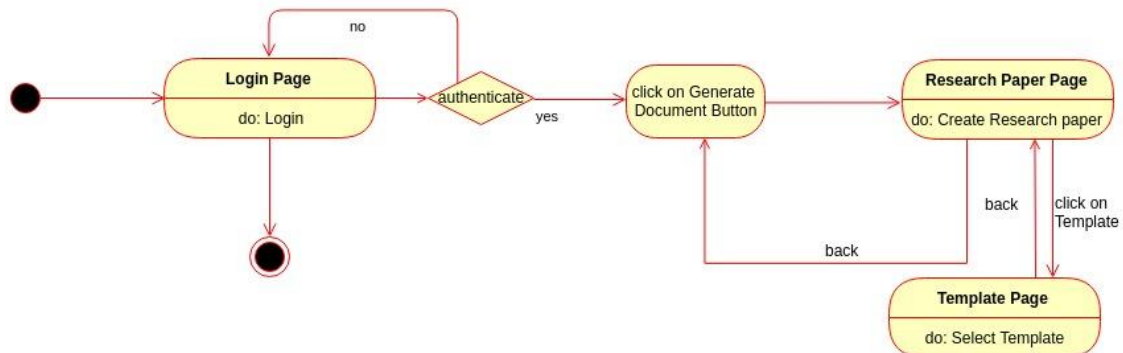 no
Login Page
do: Login
authenticate
yes
click on Generate
Document Button
Research Paper Page
do: Create Research paper
back
click on
Template
back
Template Page
do: Select Template